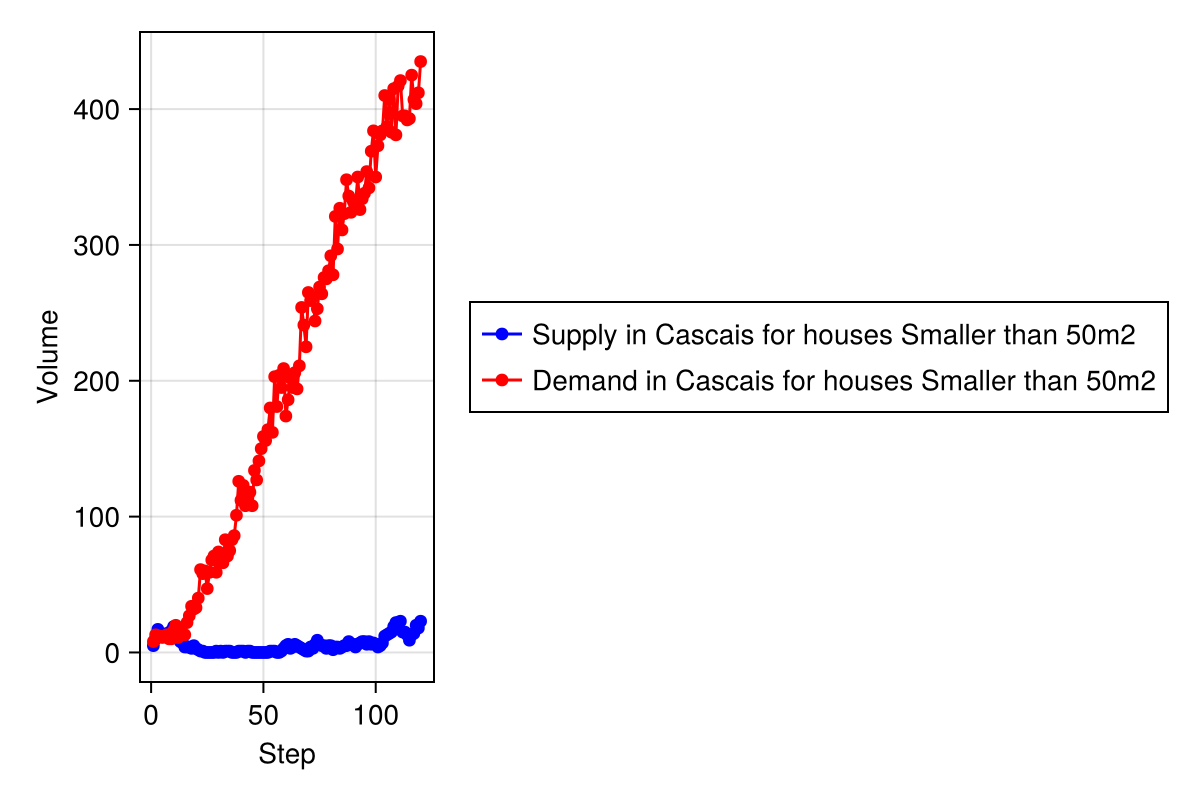 400
300
200
100
0
Volume
0 50 100
Step
Supply in Cascais for houses Smaller than 50m2
Demand in Cascais for houses Smaller than 50m2